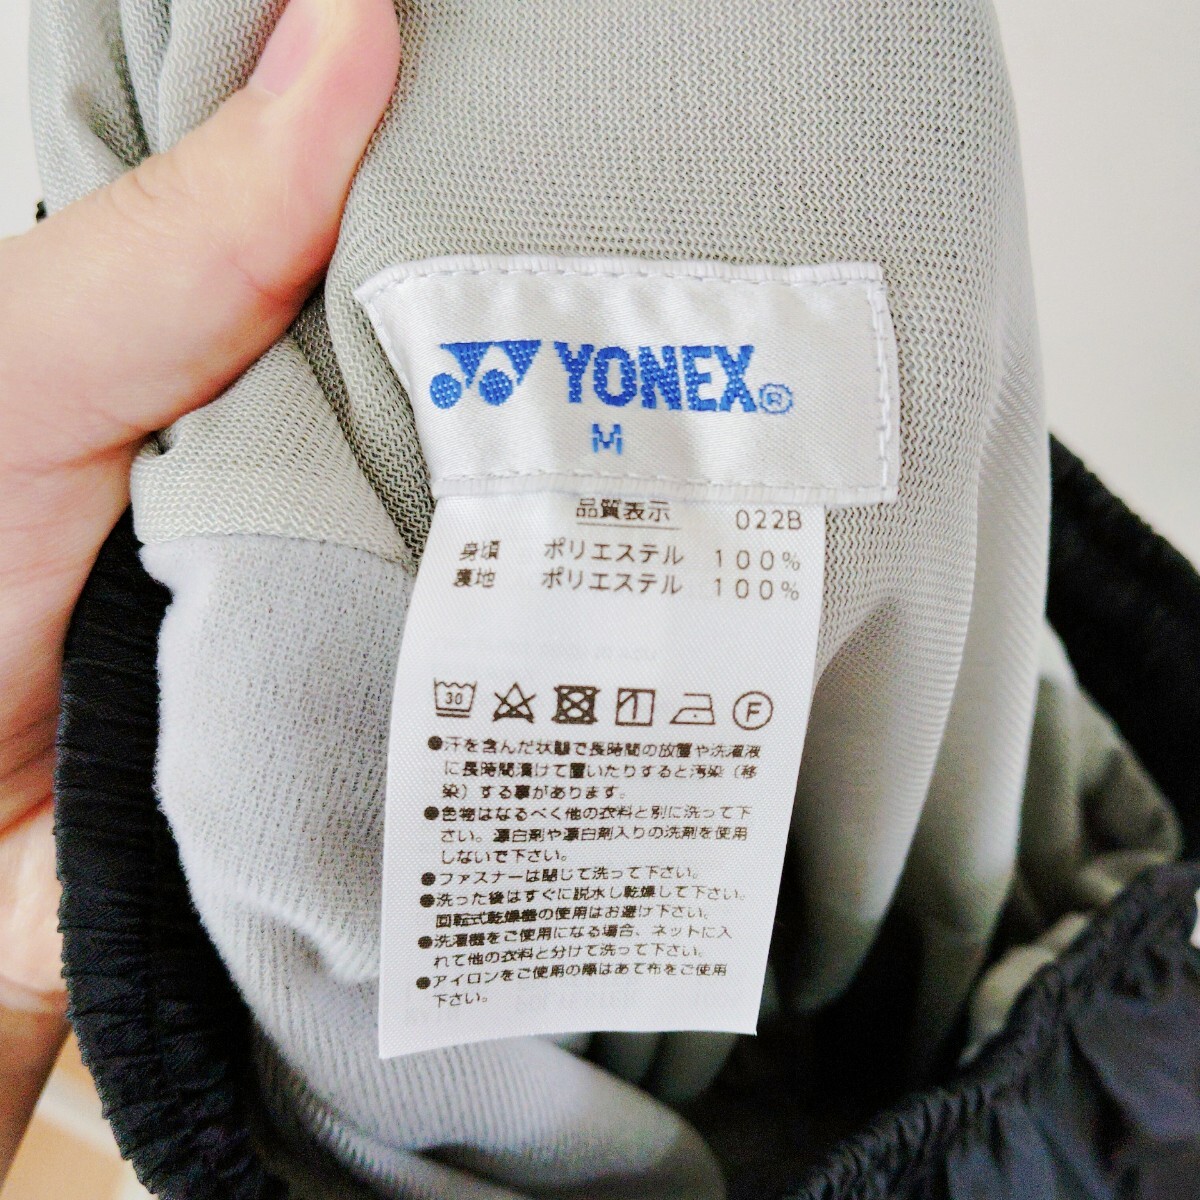 YONEX®
M
品質表示 022B
身頃 ポリエステル 100%
裏地 ポリエステル 100%
30 F
●汗を含んだ状態で長時間の放置や洗濯液
に長時間漬けて置いたりすると汚染(移
染)する事があります。
●色物はなるべく他の衣料と別に洗って下
さい。漂白剤や漂白剤入りの洗剤を使用
しないで下さい。
●ファスナーは閉じて洗って下さい。
●洗った後はすぐに脱水し乾燥して下さい。
回転式乾燥機の使用はお避け下さい。
●洗濯機をご使用になる場合、ネットに入
れて他の衣料と分けて洗って下さい。
●アイロンをご使用の際はあて布をご使用
下さい。